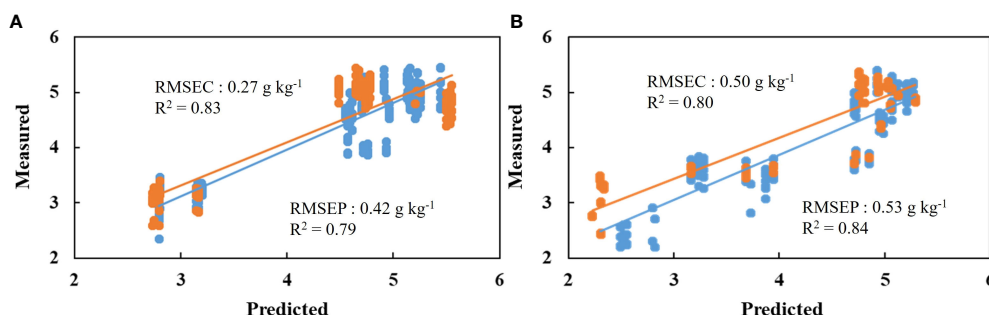 A
6
5
4
3
2
Measured
RMSEC : 0.27 g kg⁻¹
R² = 0.83
RMSEP : 0.42 g kg⁻¹
R² = 0.79
2 3 4 5 6
Predicted
B
6
5
4
3
2
Measured
RMSEC : 0.50 g kg⁻¹
R² = 0.80
RMSEP : 0.53 g kg⁻¹
R² = 0.84
2 3 4 5 6
Predicted